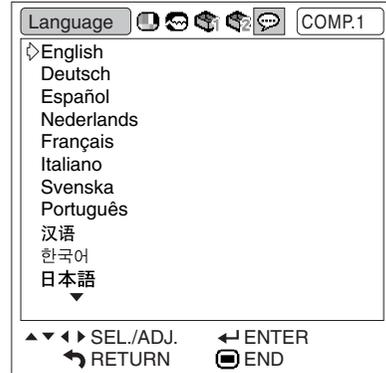 Language COMP.1
English
Deutsch
Español
Nederlands
Français
Italiano
Svenska
Português
汉语
한국어
日本語
SEL./ADJ. ENTER
RETURN END